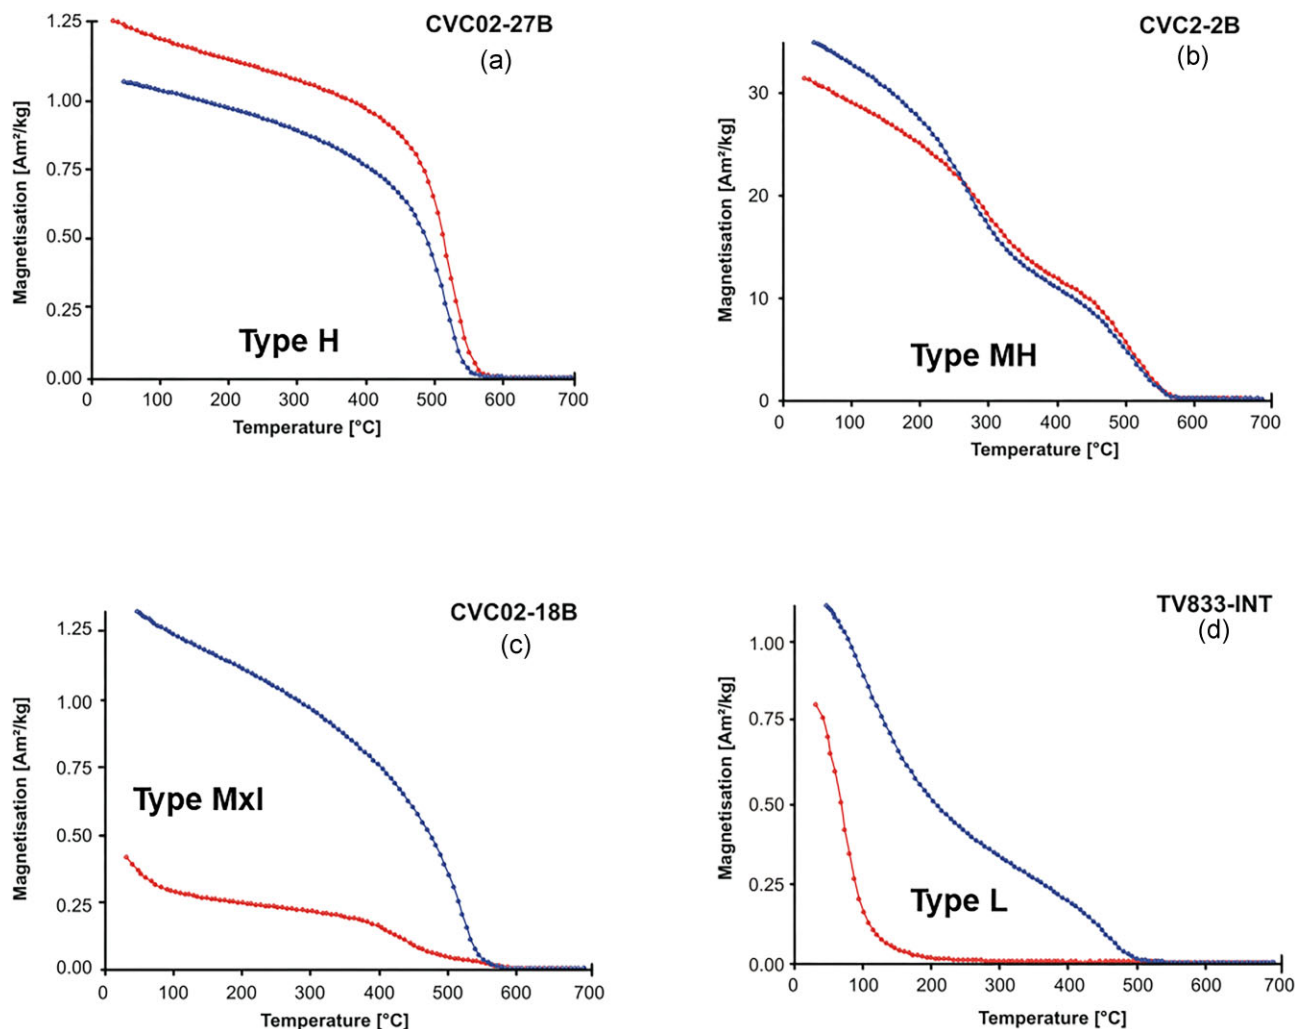 CVC02-27B
(a)
Magnetisation [Am²/kg]
1.25
1.00
0.75
0.50
0.25
0.00
Type H
0 100 200 300 400 500 600 700
Temperature [°C]
CVC2-2B
(b)
Magnetisation [Am²/kg]
30
20
10
0
Type MH
0 100 200 300 400 500 600 700
Temperature [°C]
CVC02-18B
(c)
Magnetisation [Am²/kg]
1.25
1.00
0.75
0.50
0.25
0.00
Type MxI
0 100 200 300 400 500 600 700
Temperature [°C]
TV833-INT
(d)
Magnetisation [Am²/kg]
1.00
0.75
0.50
0.25
0.00
Type L
0 100 200 300 400 500 600 700
Temperature [°C]